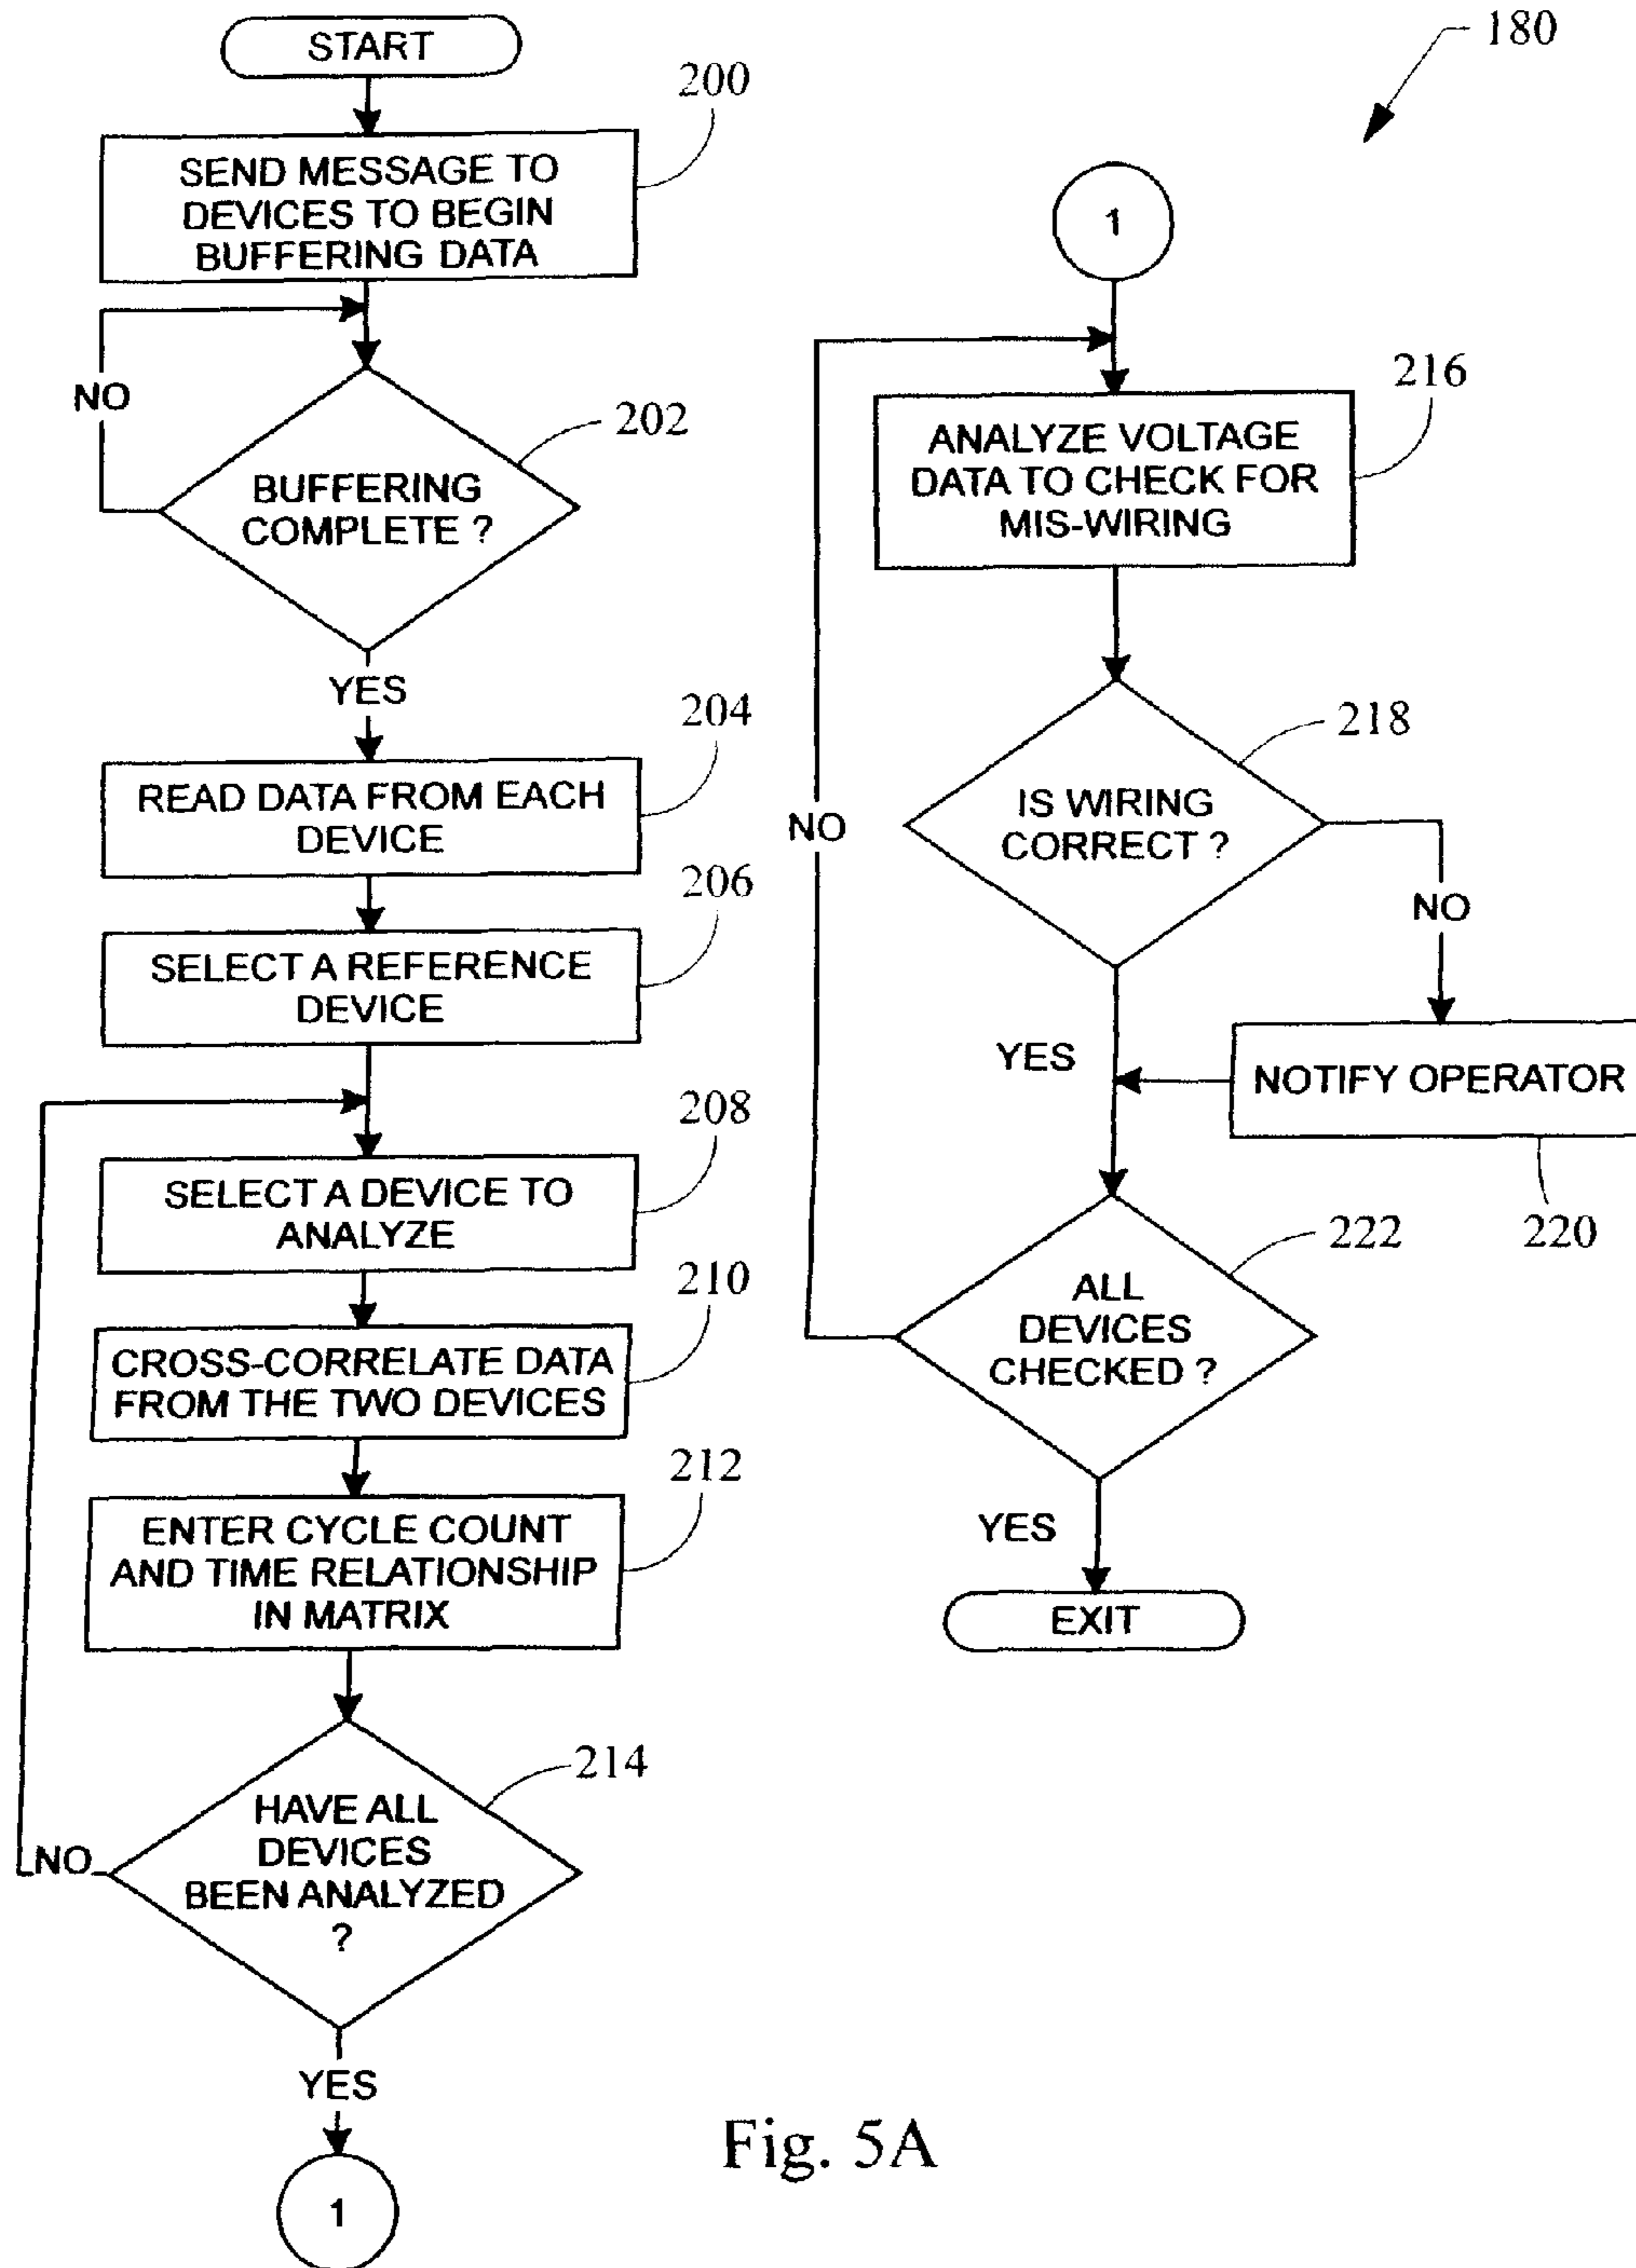 START
200
SEND MESSAGE TO
DEVICES TO BEGIN
BUFFERING DATA
NO
202
BUFFERING
COMPLETE ?
YES
204
READ DATA FROM EACH
DEVICE
206
SELECT A REFERENCE
DEVICE
208
SELECT A DEVICE TO
ANALYZE
210
CROSS-CORRELATE DATA
FROM THE TWO DEVICES
212
ENTER CYCLE COUNT
AND TIME RELATIONSHIP
IN MATRIX
214
HAVE ALL
DEVICES
BEEN ANALYZED
?
NO
YES
1
180
1
216
ANALYZE VOLTAGE
DATA TO CHECK FOR
MIS-WIRING
218
IS WIRING
CORRECT ?
NO
NO
YES
NOTIFY OPERATOR
220
222
ALL
DEVICES
CHECKED ?
YES
EXIT
Fig. 5A